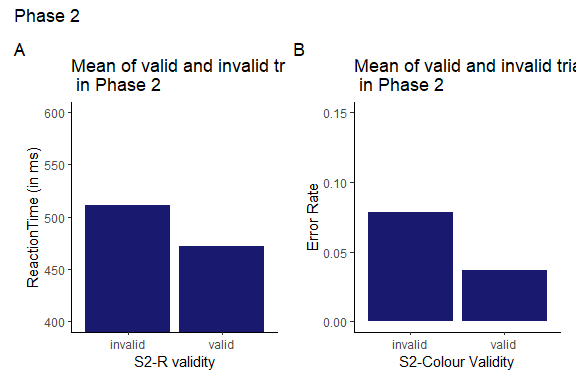 Phase 2
A
Mean of valid and invalid tr
in Phase 2
600
550
500
450
400
ReactionTime (in ms)
invalid
valid
S2-R validity
B
Mean of valid and invalid tria
in Phase 2
0.15
0.10
0.05
0.00
Error Rate
invalid
valid
S2-Colour Validity